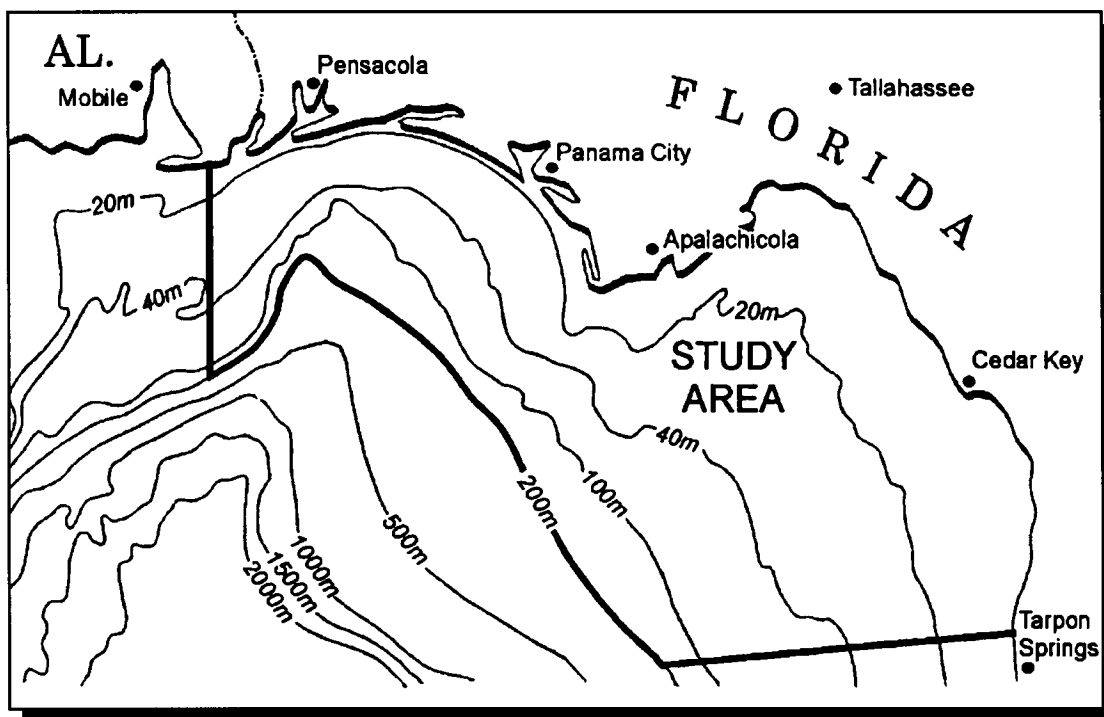 AL.
Mobile
Pensacola
Tallahassee
FLORIDA
Panama City
Apalachicola
20m
40m
20m
STUDY
AREA
Cedar Key
40m
100m
200m
500m
1000m
1500m
2000m
Tarpon
Springs